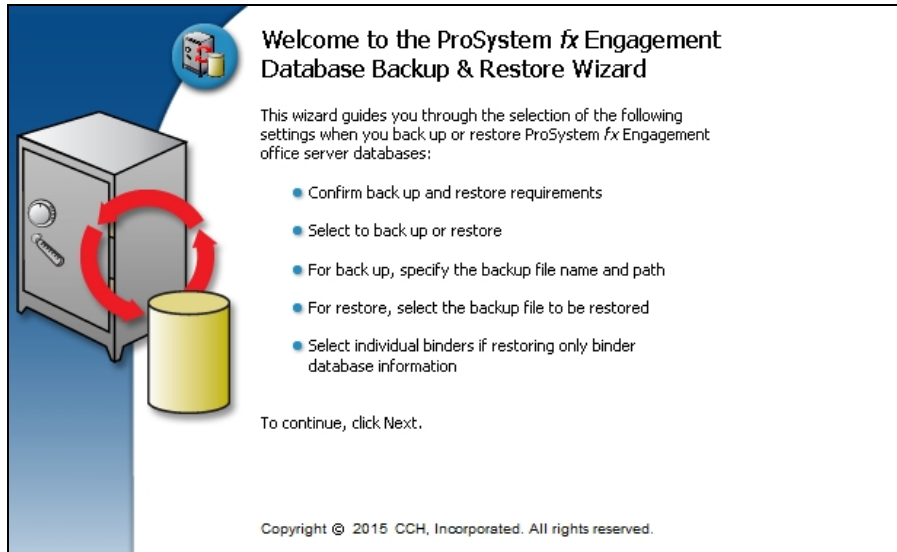 Welcome to the ProSystem fx Engagement
Database Backup & Restore Wizard
This wizard guides you through the selection of the following
settings when you back up or restore ProSystem fx Engagement
office server databases:
Confirm back up and restore requirements
Select to back up or restore
For back up, specify the backup file name and path
For restore, select the backup file to be restored
Select individual binders if restoring only binder
database information
To continue, click Next.
Copyright © 2015 CCH, Incorporated. All rights reserved.